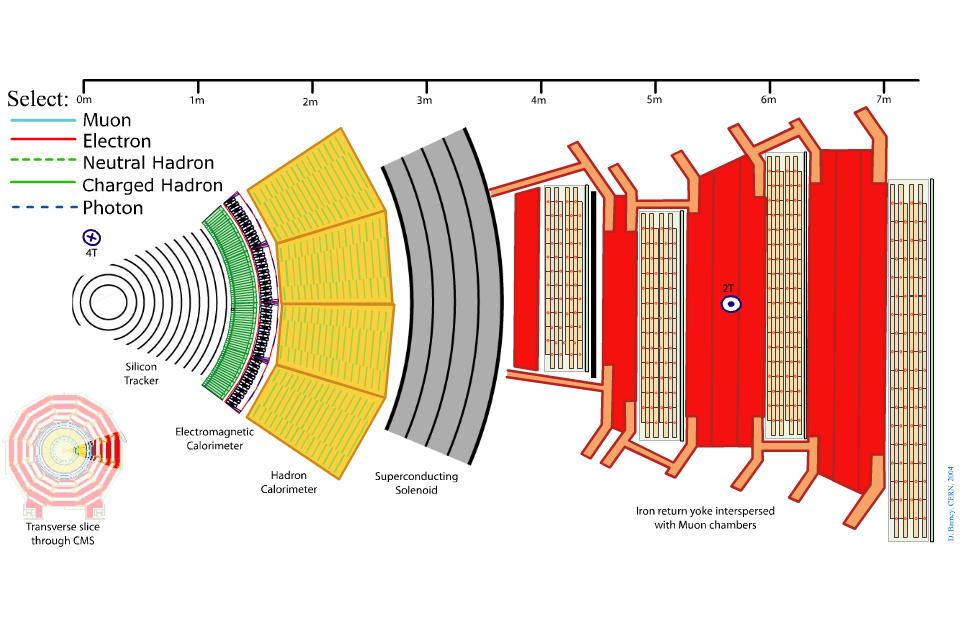 0m 1m 2m 3m 4m 5m 6m 7m
Select:
Muon
Electron
Neutral Hadron
Charged Hadron
Photon
4T
2T
Silicon
Tracker
Electromagnetic
Calorimeter
Hadron
Calorimeter
Superconducting
Solenoid
Iron return yoke interspersed
with Muon chambers
Transverse slice
through CMS
D. Barney, CERN, 2004